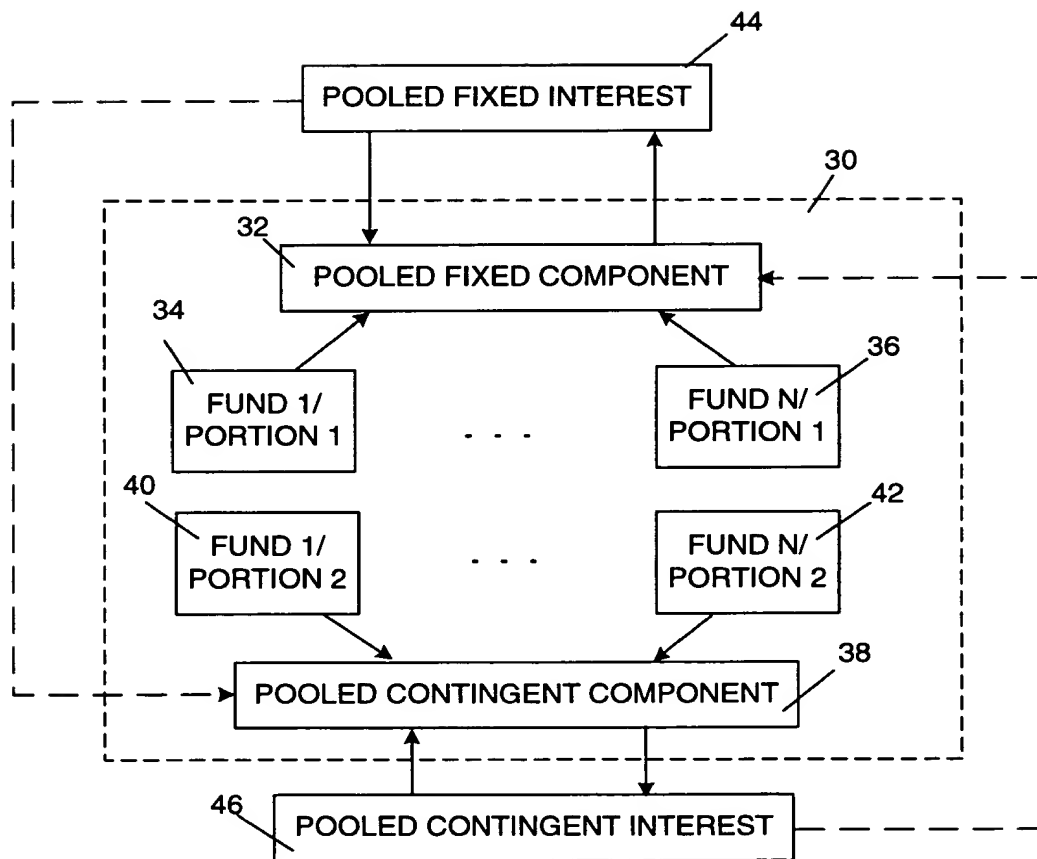 44
POOLED FIXED INTEREST
30
32
POOLED FIXED COMPONENT
34
36
FUND 1/
PORTION 1
. . .
FUND N/
PORTION 1
40
42
FUND 1/
PORTION 2
. . .
FUND N/
PORTION 2
38
POOLED CONTINGENT COMPONENT
46
POOLED CONTINGENT INTEREST